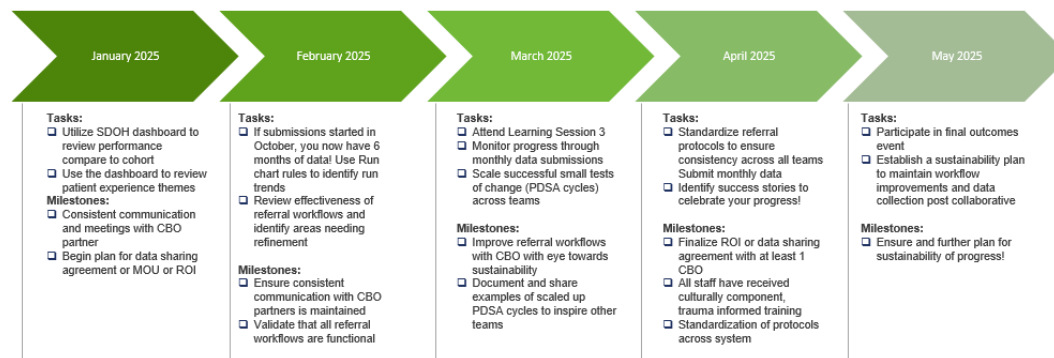 January 2025
February 2025
March 2025
April 2025
May 2025
Tasks:
Utilize SDOH dashboard to
review performance
compare to cohort
Use the dashboard to review
patient experience themes
Milestones:
Consistent communication
and meetings with CBO
partner
Begin plan for data sharing
agreement or MOU or ROI
Tasks:
If submissions started in
October, you now have 6
months of data! Use Run
chart rules to identify run
trends
Review effectiveness of
referral workflows and
identify areas needing
refinement
Milestones:
Ensure consistent
communication with CBO
partners is maintained
Validate that all referral
workflows are functional
Tasks:
Attend Learning Session 3
Monitor progress through
monthly data submissions
Scale successful small tests
of change (PDSA cycles)
across teams
Milestones:
Improve referral workflows
with CBO with eye towards
sustainability
Document and share
examples of scaled up
PDSA cycles to inspire other
teams
Tasks:
Standardize referral
protocols to ensure
consistency across all teams
Submit monthly data
Identify success stories to
celebrate your progress!
Milestones:
Finalize ROI or data sharing
agreement with at least 1
CBO
All staff have received
culturally component,
trauma informed training
Standardization of protocols
across system
Tasks:
Participate in final outcomes
event
Establish a sustainability plan
to maintain workflow
improvements and data
collection post collaborative
Milestones:
Ensure and further plan for
sustainability of progress!